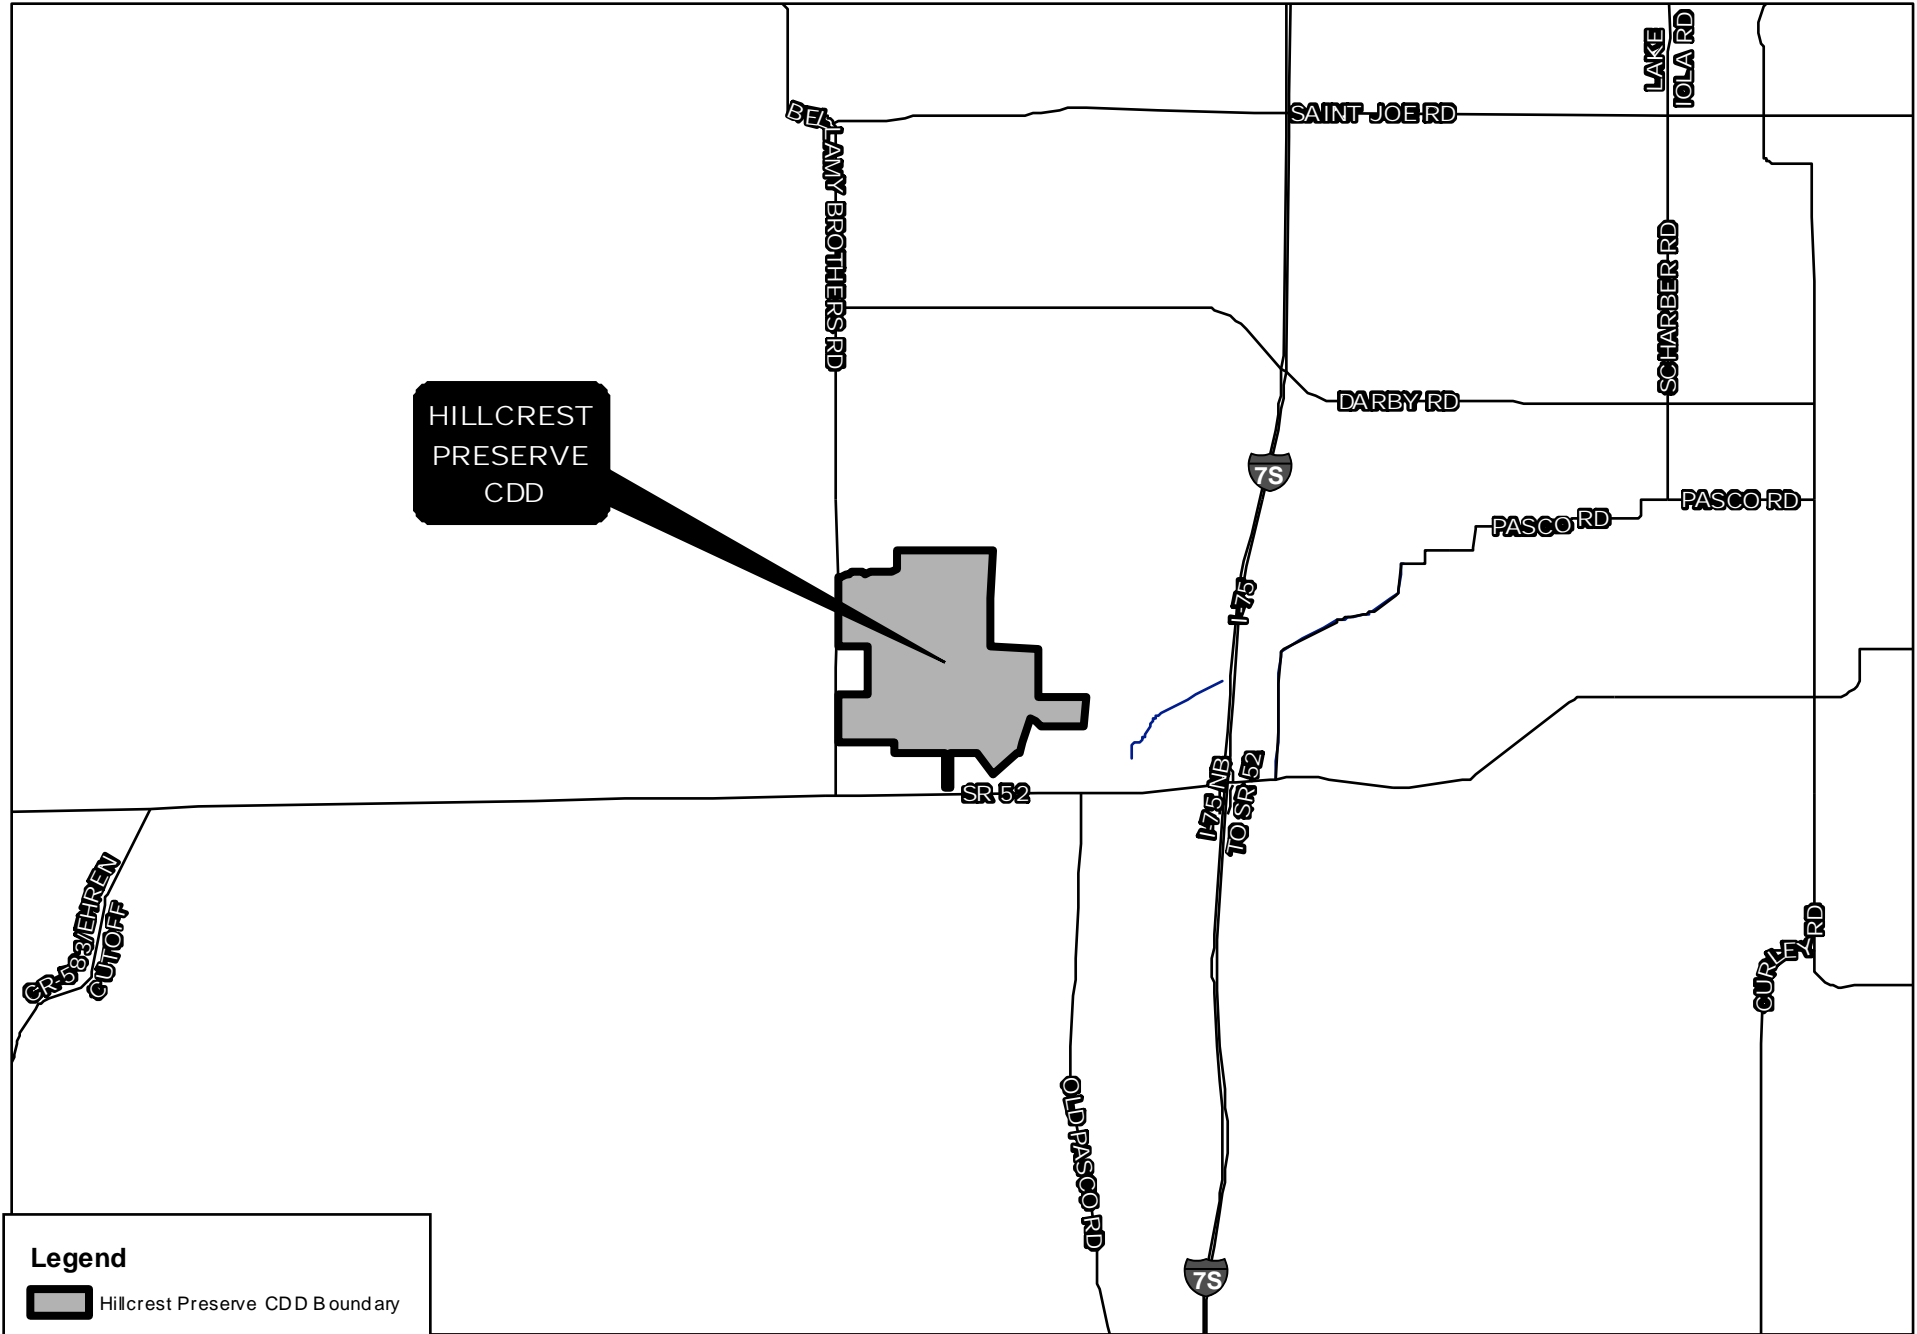 LAKE
IOLA RD
SAINT JOE RD
BELLAMY BROTHERS RD
SCHARBER RD
DARBY RD
HILLCREST
PRESERVE
CDD
7S
PASCO RD
PASCO RD
I-75
I-75 NB
TO SR 52
SR 52
CR-583/EHREN
CUTOFF
CURLEY RD
OLD PASCO RD
7S
Legend
Hillcrest Preserve CDD Boundary